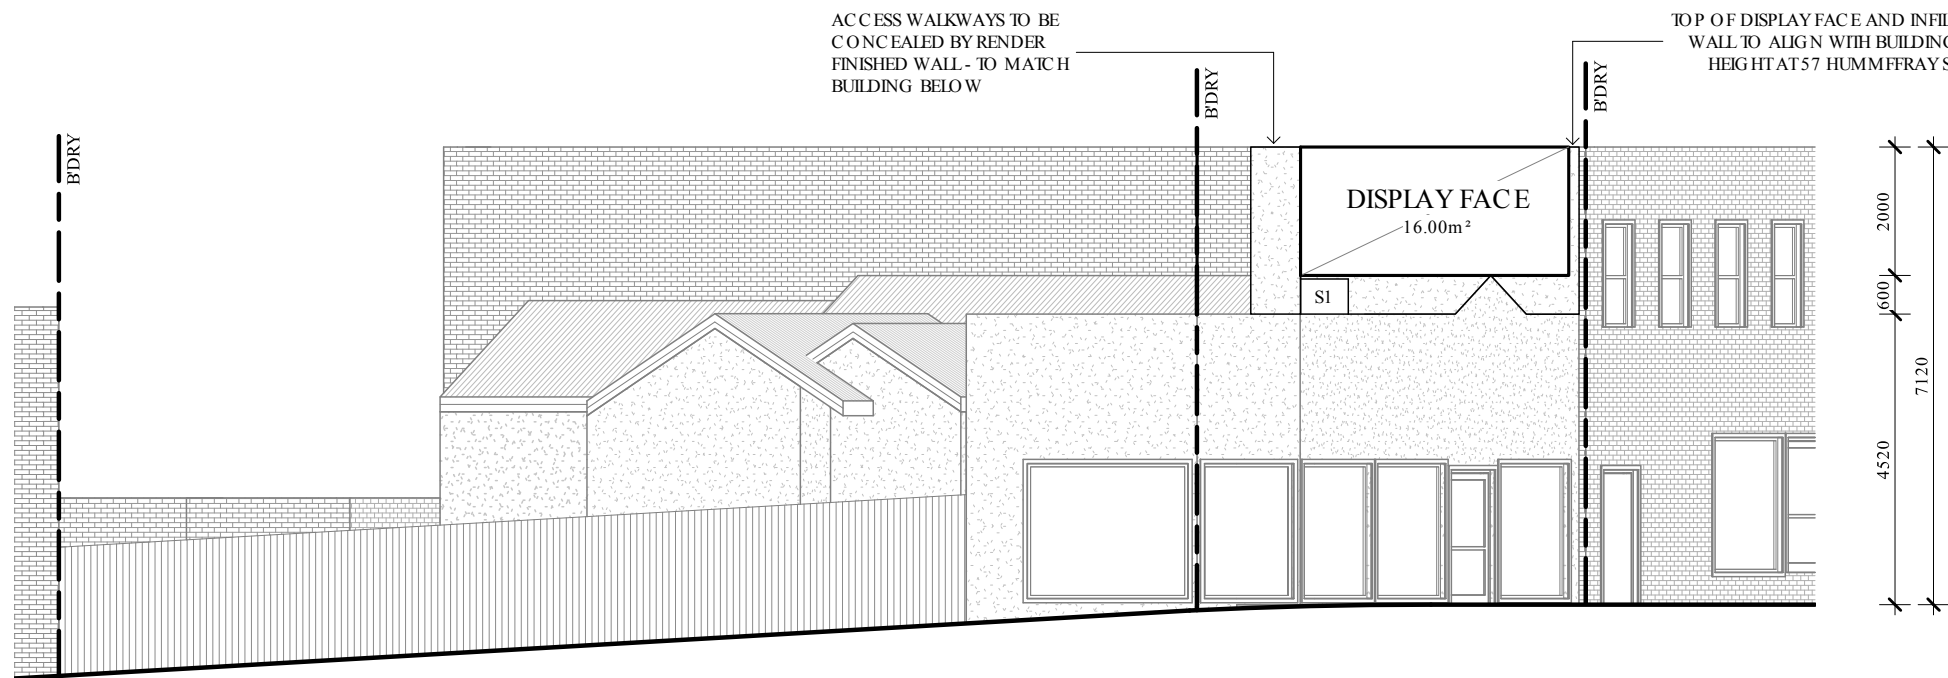 ACCESS WALKWAYS TO BE
CONCEALED BY RENDER
FINISHED WALL - TO MATCH
BUILDING BELOW
TOP OF DISPLAY FACE AND INFIL
WALL TO ALIGN WITH BUILDING
HEIGHT AT 57 HUMMFFRAY S
B'DRY
B'DRY
B'DRY
DISPLAY FACE
16.00m²
S1
2000
600
4520
7120